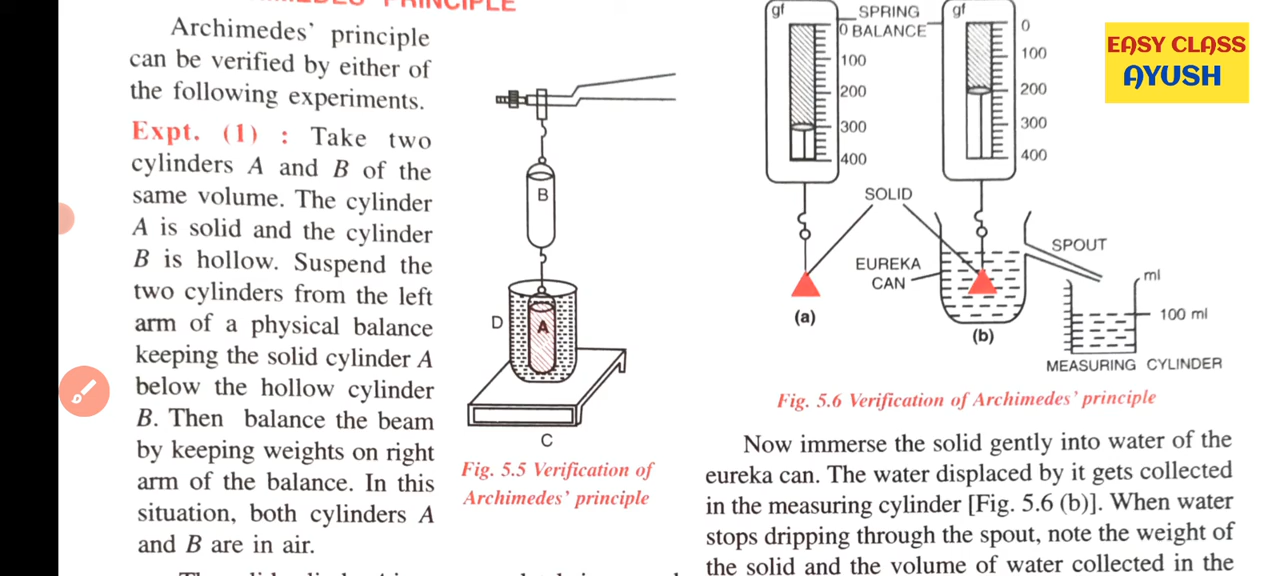 PRINCIPLE
Archimedes' principle
can be verified by either of
the following experiments.
Expt. (1) : Take two
cylinders A and B of the
same volume. The cylinder
A is solid and the cylinder
B is hollow. Suspend the
two cylinders from the left
arm of a physical balance
keeping the solid cylinder A
below the hollow cylinder
B. Then balance the beam
by keeping weights on right
arm of the balance. In this
situation, both cylinders A
and B are in air.
B
D
A
C
Fig. 5.5 Verification of
Archimedes' principle
gf
0
100
200
300
400
SPRING
BALANCE
gf
0
100
200
300
400
SOLID
EUREKA
CAN
SPOUT
ml
100 ml
(a)
(b)
MEASURING CYLINDER
Fig. 5.6 Verification of Archimedes' principle
Now immerse the solid gently into water of the
eureka can. The water displaced by it gets collected
in the measuring cylinder [Fig. 5.6 (b)]. When water
stops dripping through the spout, note the weight of
the solid and the volume of water collected in the
EASY CLASS
AYUSH